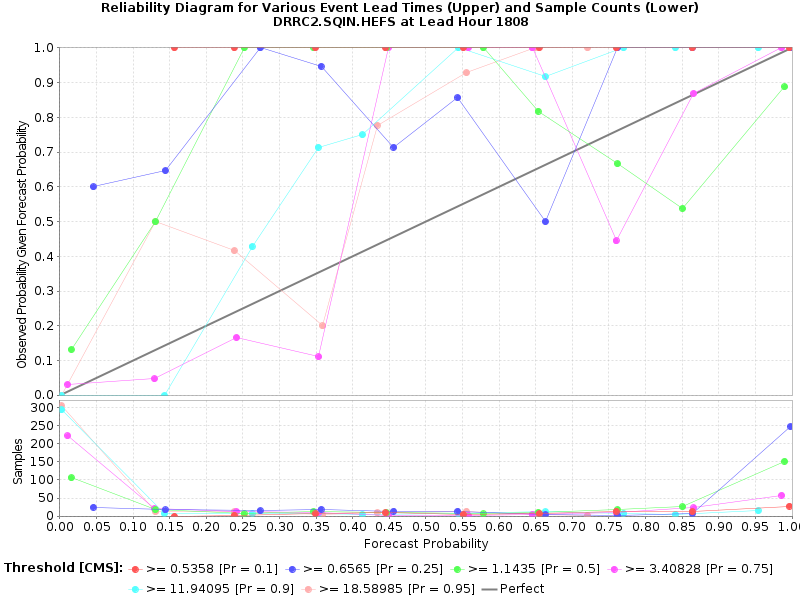 Reliability Diagram for Various Event Lead Times (Upper) and Sample Counts (Lower)
DRRC2.SQIN.HEFS at Lead Hour 1808
Observed Probability Given Forecast Probability
1.0
0.9
0.8
0.7
0.6
0.5
0.4
0.3
0.2
0.1
0.0
Samples
300
250
200
150
100
50
0
0.00 0.05 0.10 0.15 0.20 0.25 0.30 0.35 0.40 0.45 0.50 0.55 0.60 0.65 0.70 0.75 0.80 0.85 0.90 0.95 1.00
Forecast Probability
Threshold [CMS]: >= 0.5358 [Pr = 0.1] >= 0.6565 [Pr = 0.25] >= 1.1435 [Pr = 0.5] >= 3.40828 [Pr = 0.75]
>= 11.94095 [Pr = 0.9] >= 18.58985 [Pr = 0.95] Perfect